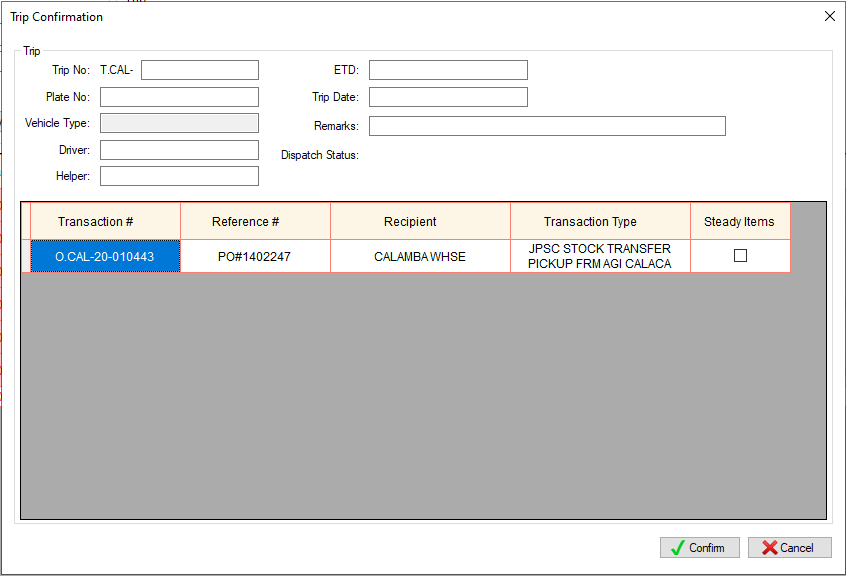 Trip Confirmation
Trip
Trip No: T.CAL- ETD:
Plate No: Trip Date:
Vehicle Type: Remarks:
Driver: Dispatch Status:
Helper:
Transaction # Reference # Recipient Transaction Type Steady Items
O.CAL-20-010443 PO#1402247 CALAMBA WHSE JPSC STOCK TRANSFER
PICKUP FRM AGI CALACA
Confirm Cancel